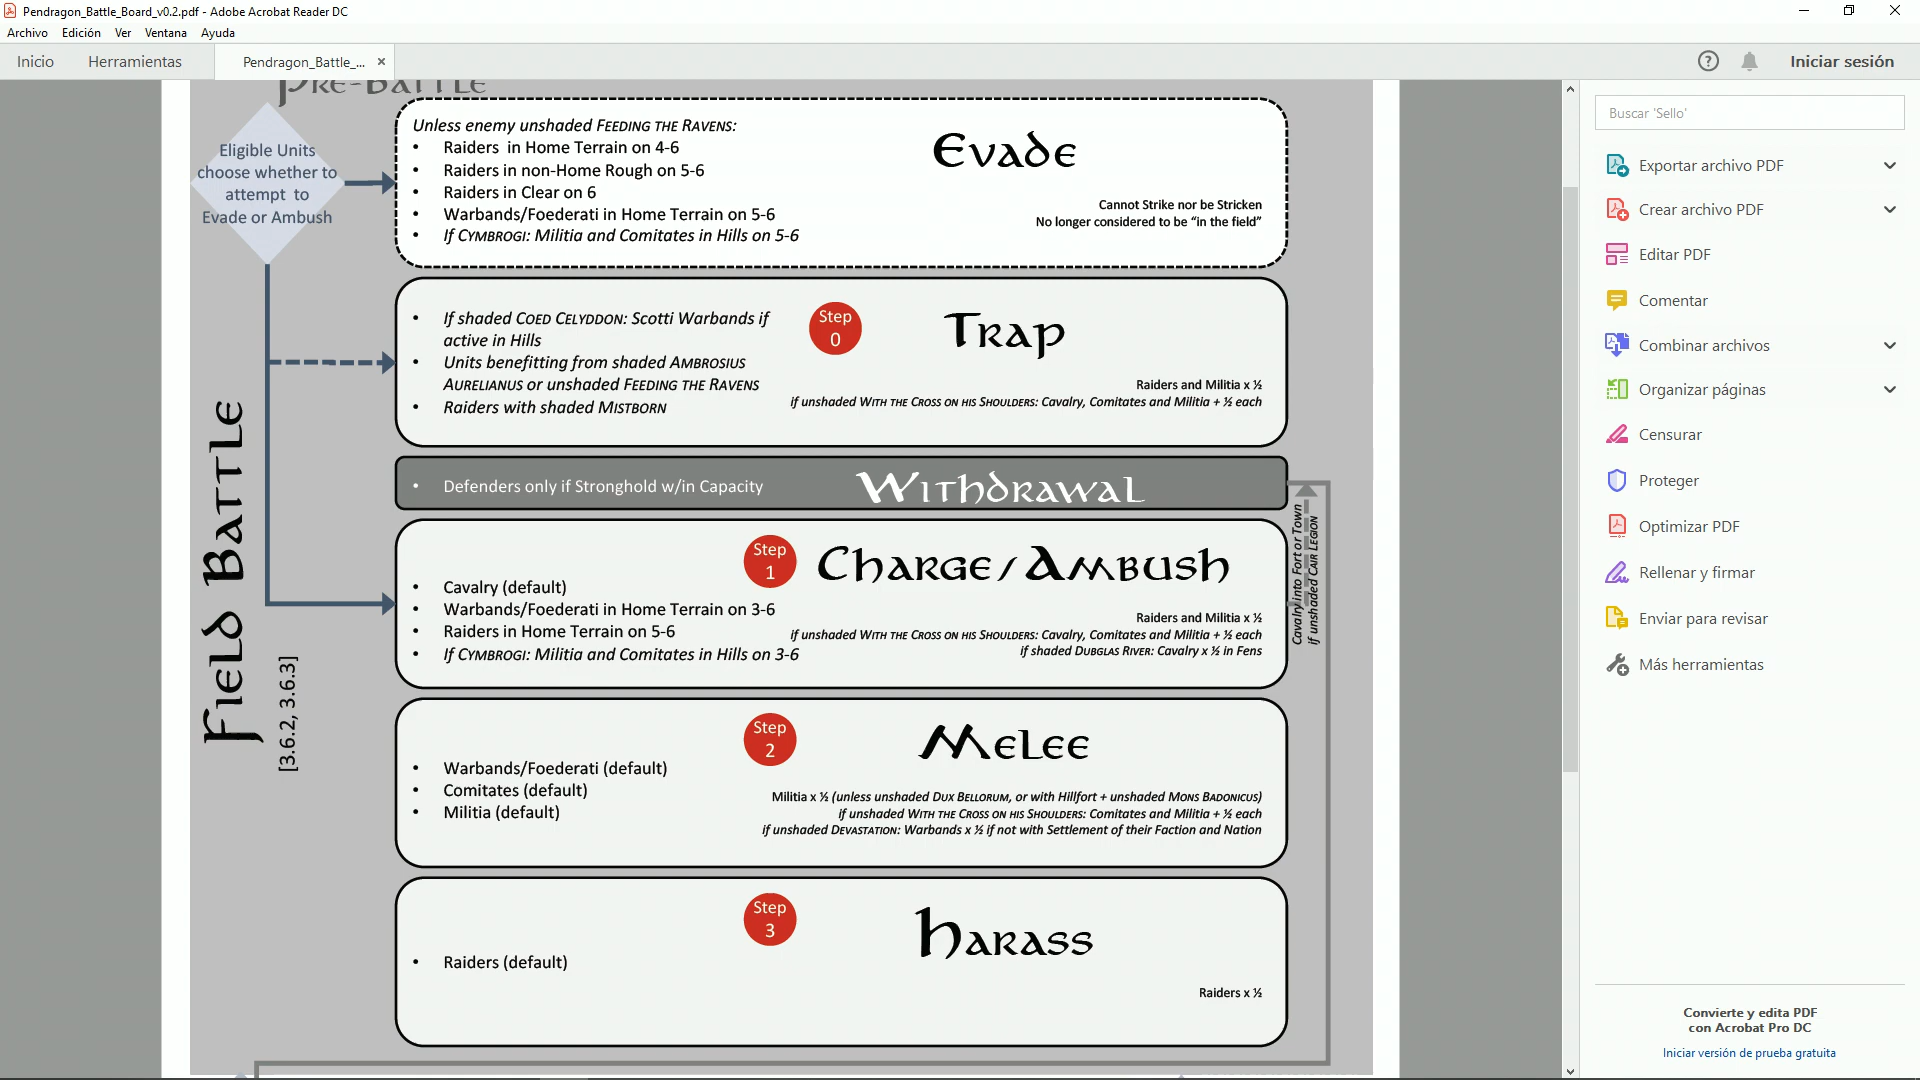 Pendragon_Battle_Board_v0.2.pdf - Adobe Acrobat Reader DC
Archivo Edición Ver Ventana Ayuda
Inicio Herramientas Pendragon_Battle_... × Iniciar sesión
Pre-Battle
Eligible Units
choose whether to
attempt to
Evade or Ambush
Field Battle
[3.6.2, 3.6.3]
Unless enemy unshaded Feeding the Ravens:
• Raiders in Home Terrain on 4-6
• Raiders in non-Home Rough on 5-6
• Raiders in Clear on 6
• Warbands/Foederati in Home Terrain on 5-6
• If Cymbrogi: Militia and Comitates in Hills on 5-6
Evade
Cannot Strike nor be Stricken
No longer considered to be “in the field”
• If shaded Coed Celyddon: Scotti Warbands if
active in Hills
• Units benefitting from shaded Ambrosius
Aurelianus or unshaded Feeding the Ravens
• Raiders with shaded Mistborn
Step
0
Trap
Raiders and Militia x ½
if unshaded With the Cross on his Shoulders: Cavalry, Comitates and Militia + ½ each
• Defenders only if Stronghold w/in Capacity
Withdrawal
Cavalry into Fort or Town
if unshaded Cair Legion
Step
1
Charge/Ambush
• Cavalry (default)
• Warbands/Foederati in Home Terrain on 3-6
• Raiders in Home Terrain on 5-6
• If Cymbrogi: Militia and Comitates in Hills on 3-6
Raiders and Militia x ½
if unshaded With the Cross on his Shoulders: Cavalry, Comitates and Militia + ½ each
if shaded Dubglas River: Cavalry x ½ in Fens
Step
2
Melee
• Warbands/Foederati (default)
• Comitates (default)
• Militia (default)
Militia x ½ (unless unshaded Dux Bellorum, or with Hillfort + unshaded Mons Badonicus)
if unshaded With the Cross on his Shoulders: Comitates and Militia + ½ each
if unshaded Devastation: Warbands x ½ if not with Settlement of their Faction and Nation
Step
3
Harass
• Raiders (default)
Raiders x ½
Buscar 'Sello'
Exportar archivo PDF
Crear archivo PDF
Editar PDF
Comentar
Combinar archivos
Organizar páginas
Censurar
Proteger
Optimizar PDF
Rellenar y firmar
Enviar para revisar
Más herramientas
Convierte y edita PDF
con Acrobat Pro DC
Iniciar versión de prueba gratuita